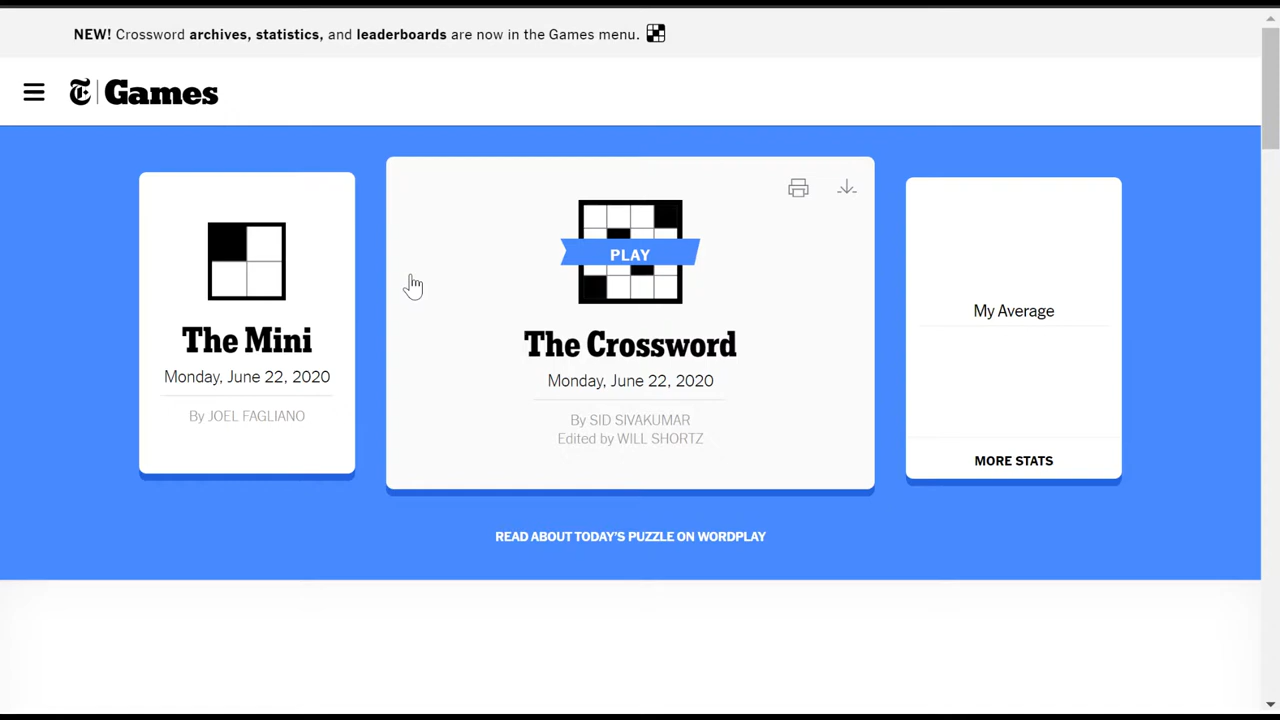 NEW! Crossword archives, statistics, and leaderboards are now in the Games menu.
T Games
The Mini
Monday, June 22, 2020
By JOEL FAGLIANO
PLAY
The Crossword
Monday, June 22, 2020
By SID SIVAKUMAR
Edited by WILL SHORTZ
My Average
MORE STATS
READ ABOUT TODAY'S PUZZLE ON WORDPLAY